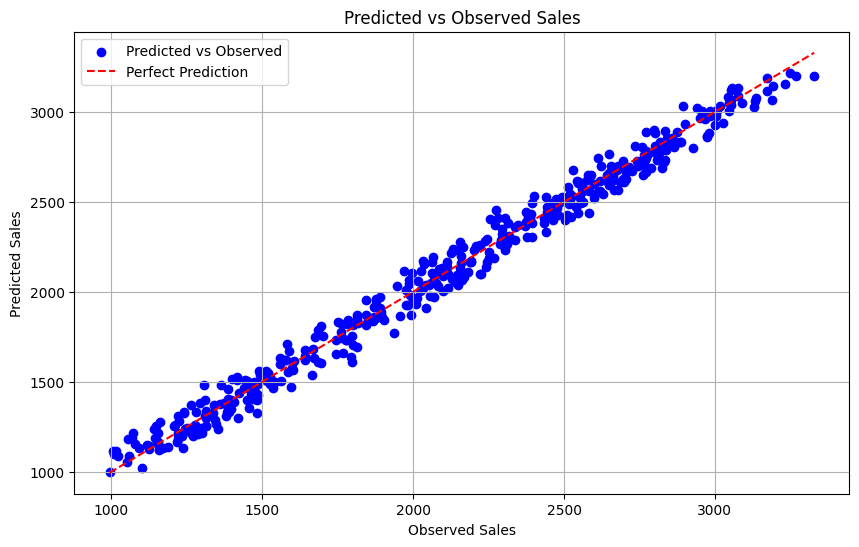 Predicted vs Observed Sales
Predicted vs Observed
Perfect Prediction
Predicted Sales
3000
2500
2000
1500
1000
1000 1500 2000 2500 3000
Observed Sales